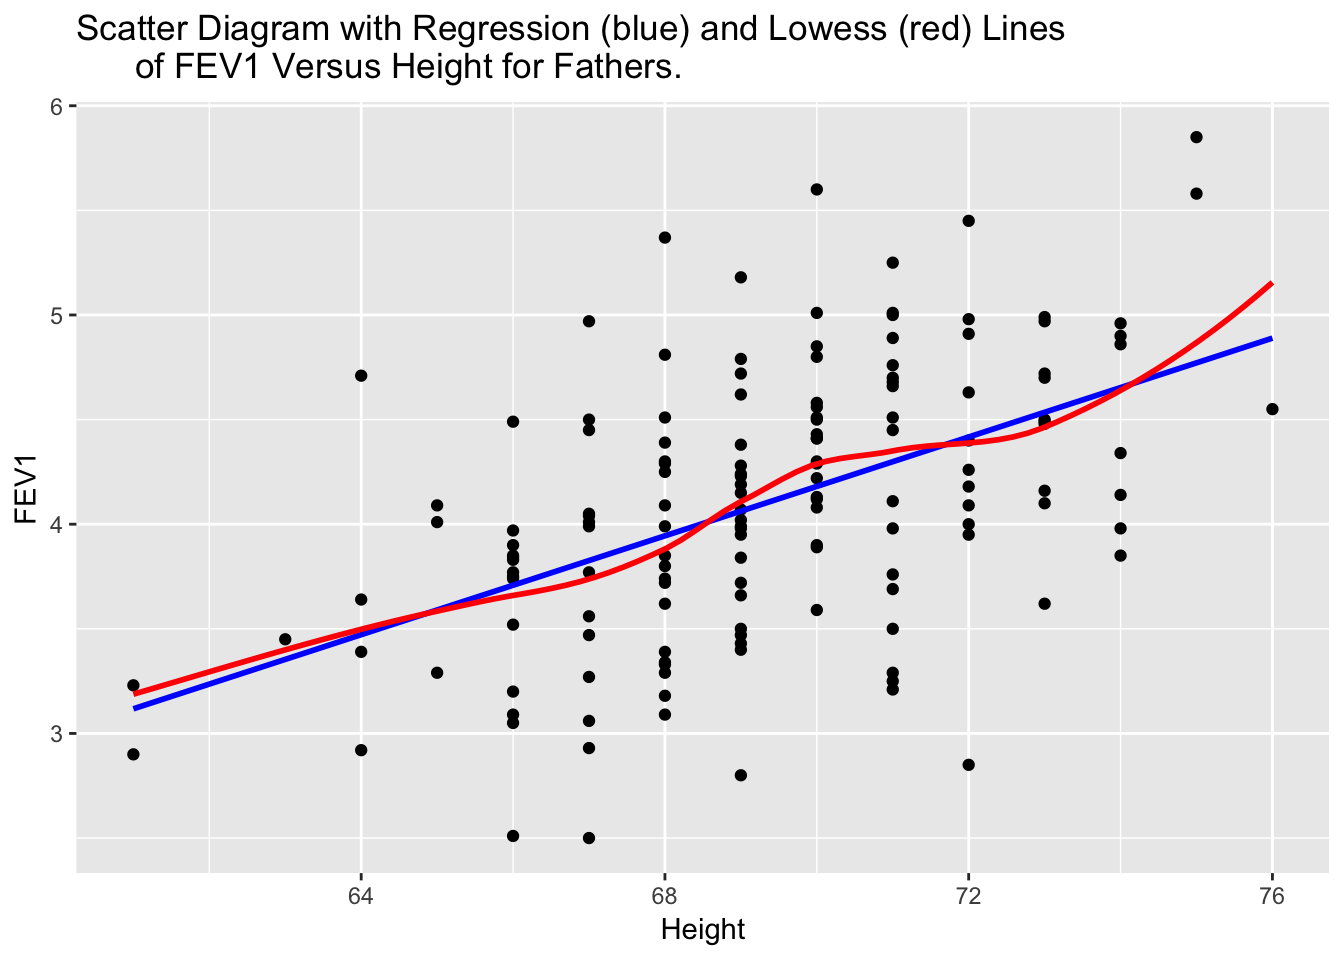 Scatter Diagram with Regression (blue) and Lowess (red) Lines
of FEV1 Versus Height for Fathers.
6
5
4
3
FEV1
64 68 72 76
Height